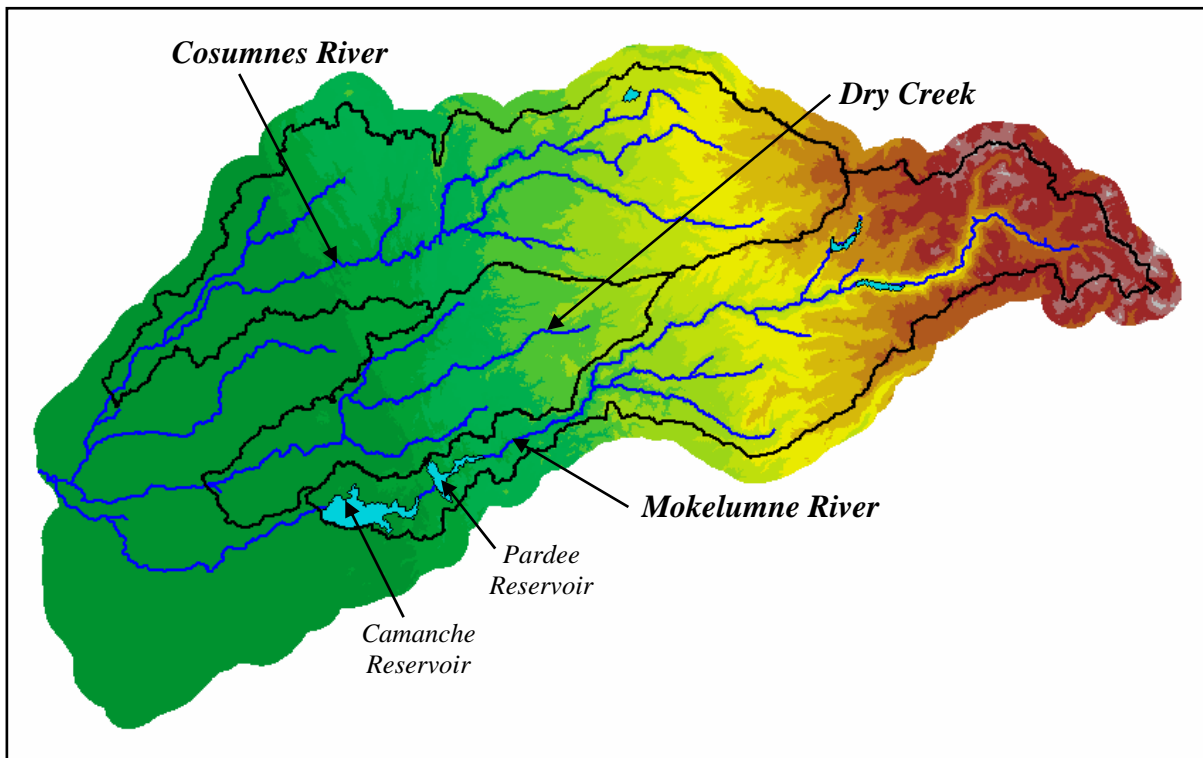 Cosumnes River
Dry Creek
Mokelumne River
Pardee
Reservoir
Camanche
Reservoir